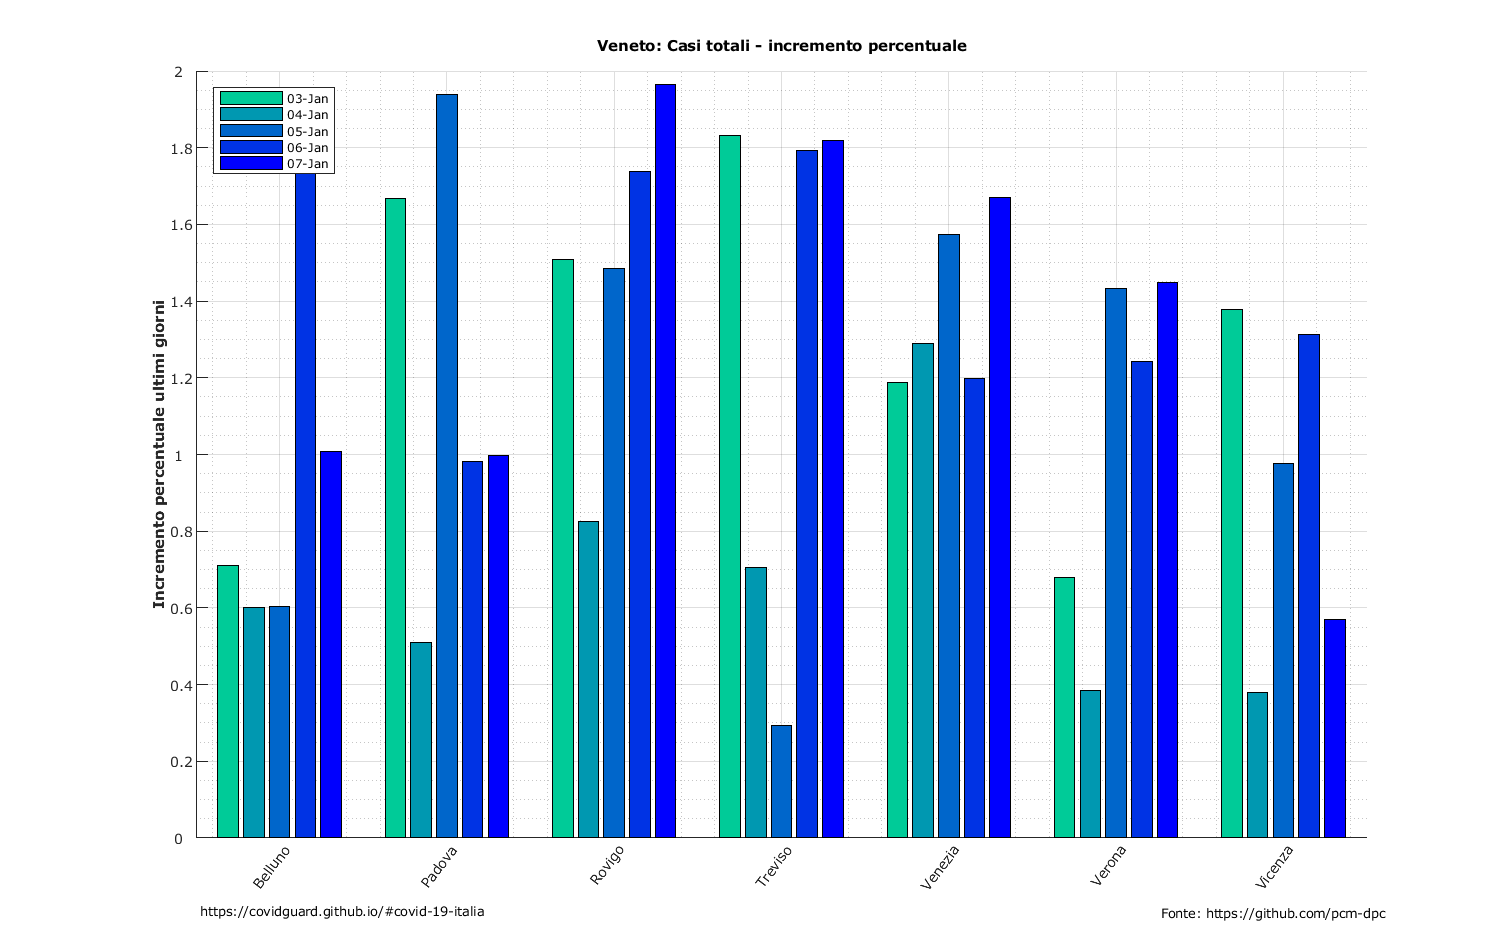 Veneto: Casi totali - incremento percentuale
03-Jan
04-Jan
05-Jan
06-Jan
07-Jan
Incremento percentuale ultimi giorni
2
1.8
1.6
1.4
1.2
1
0.8
0.6
0.4
0.2
0
Belluno
Padova
Rovigo
Treviso
Venezia
Verona
Vicenza
https://covidguard.github.io/#covid-19-italia
Fonte: https://github.com/pcm-dpc